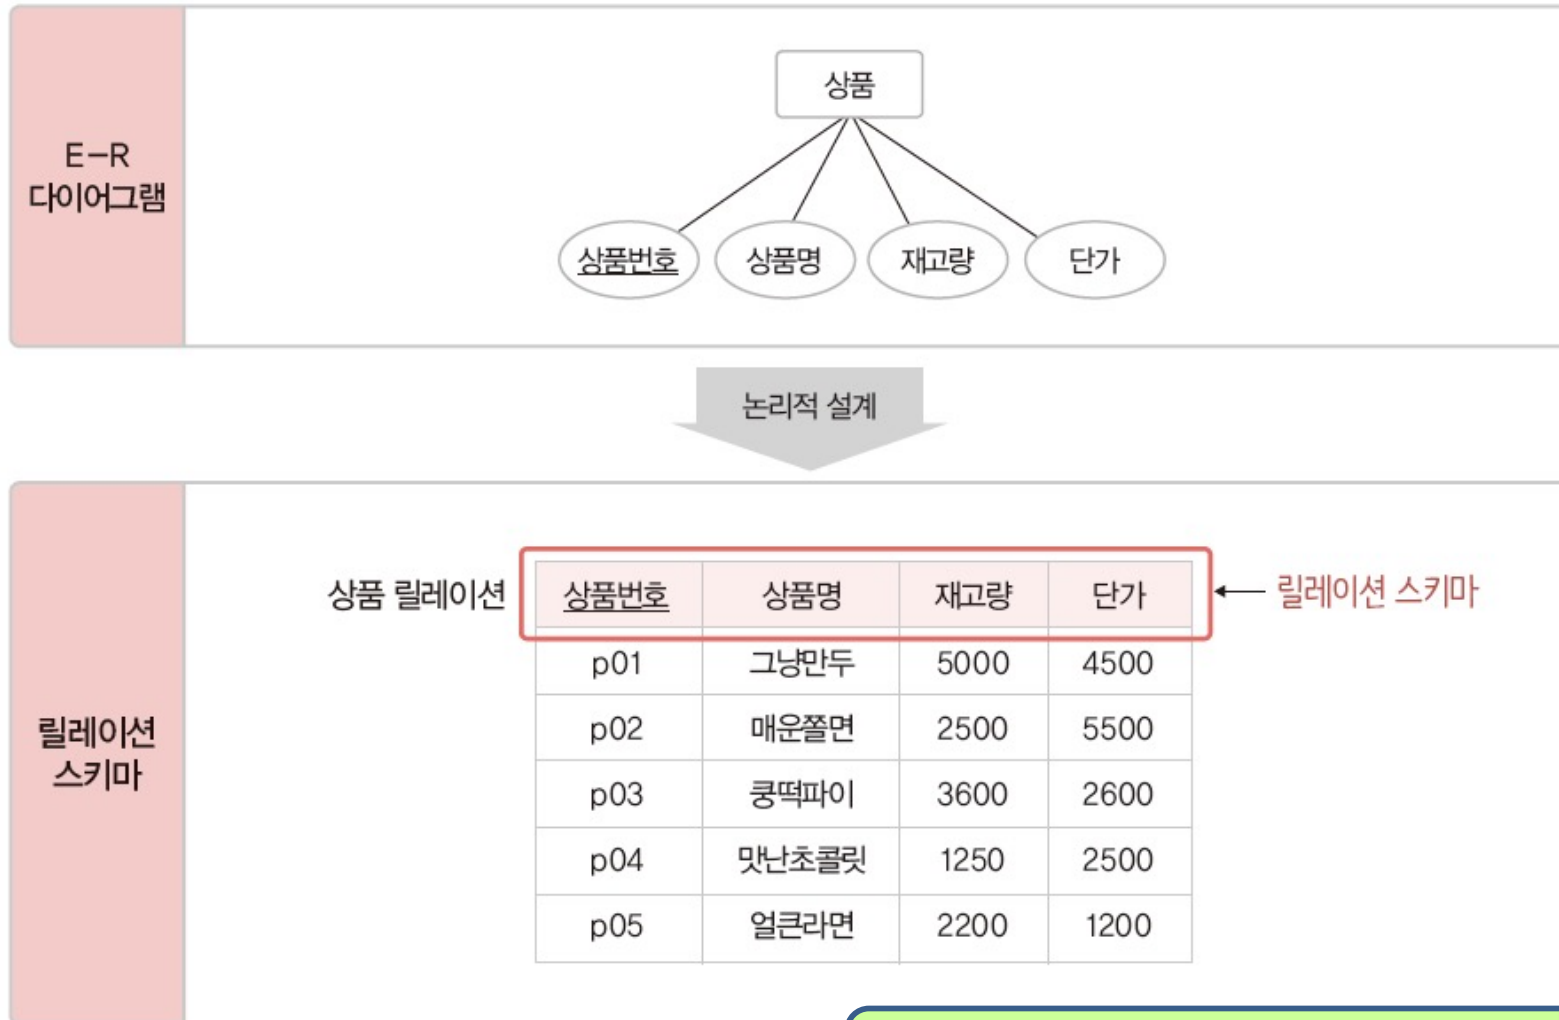 E-R
다이어그램
상품
상품번호 상품명 재고량 단가
논리적 설계
릴레이션
스키마
상품 릴레이션
상품번호 상품명 재고량 단가
릴레이션 스키마
p01 그냥만두 5000 4500
p02 매운쫄면 2500 5500
p03 쿵떡파이 3600 2600
p04 맛난초콜릿 1250 2500
p05 얼큰라면 2200 1200